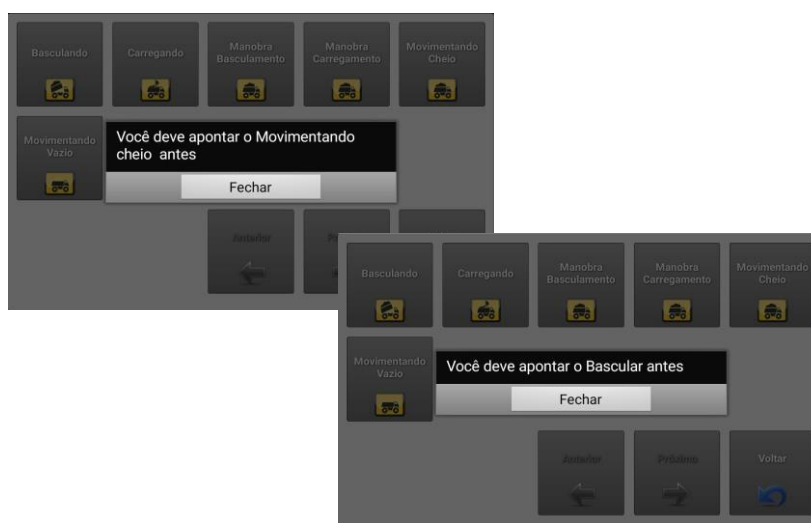 Basculando
Carregando
Manobra
Basculamento
Manobra
Carregamento
Movimentando
Cheio
Movimentando
Vazio
Você deve apontar o Movimentando
cheio antes
Fechar
Anterior
Basculando
Carregando
Manobra
Basculamento
Manobra
Carregamento
Movimentando
Cheio
Movimentando
Vazio
Você deve apontar o Bascular antes
Fechar
Anterior
Próximo
Voltar